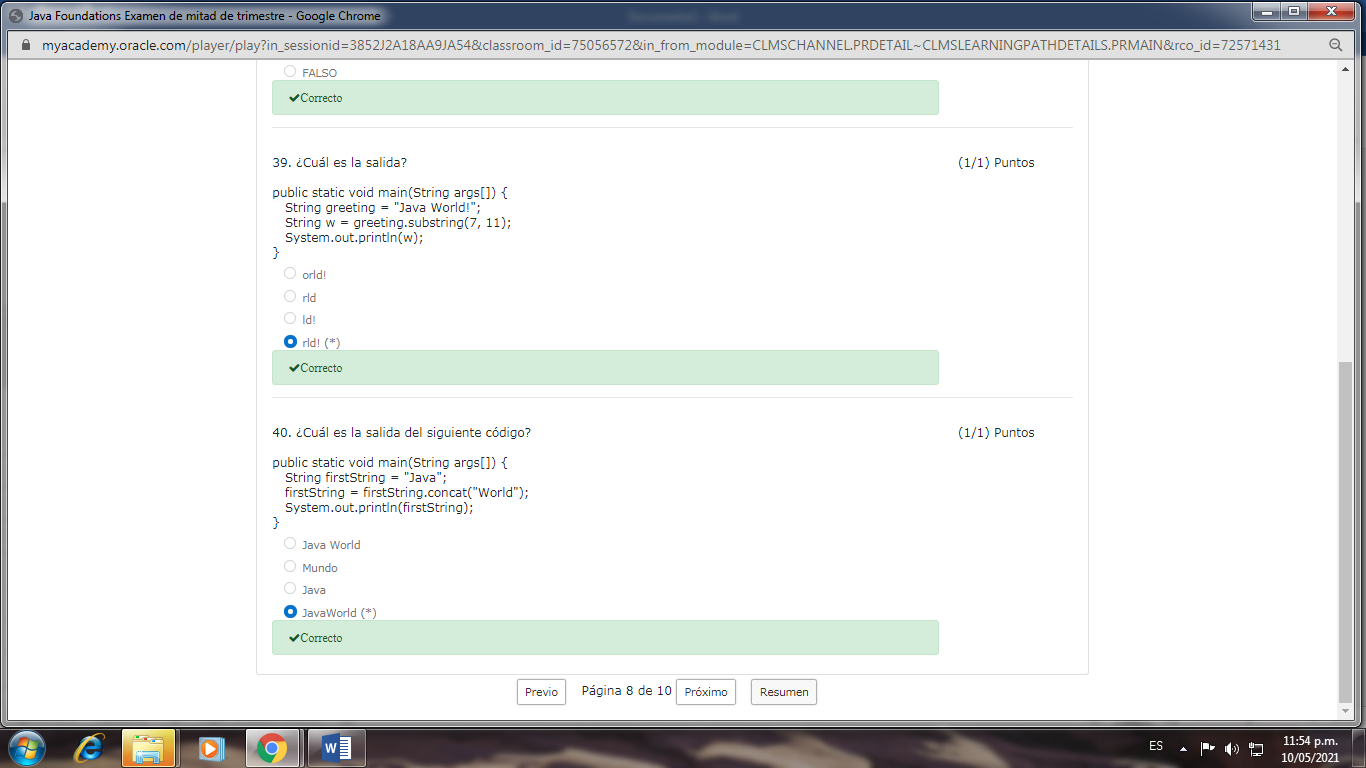 Java Foundations Examen de mitad de trimestre - Google Chrome
myacademy.oracle.com/player/play?in_sessionid=3852J2A18AA9JA54&classroom_id=75056572&in_from_module=CLMSCHANNEL.PRDETAIL~CLMSLEARNINGPATHDETAILS.PRMAIN&rco_id=72571431
FALSO
Correcto
39. ¿Cuál es la salida? (1/1) Puntos
public static void main(String args[]) {
String greeting = "Java World!";
String w = greeting.substring(7, 11);
System.out.println(w);
}
orld!
rld
ld!
rld! (*)
Correcto
40. ¿Cuál es la salida del siguiente código? (1/1) Puntos
public static void main(String args[]) {
String firstString = "Java";
firstString = firstString.concat("World");
System.out.println(firstString);
}
Java World
Mundo
Java
JavaWorld (*)
Correcto
Previo Página 8 de 10 Próximo Resumen
ES 11:54 p.m.
10/05/2021